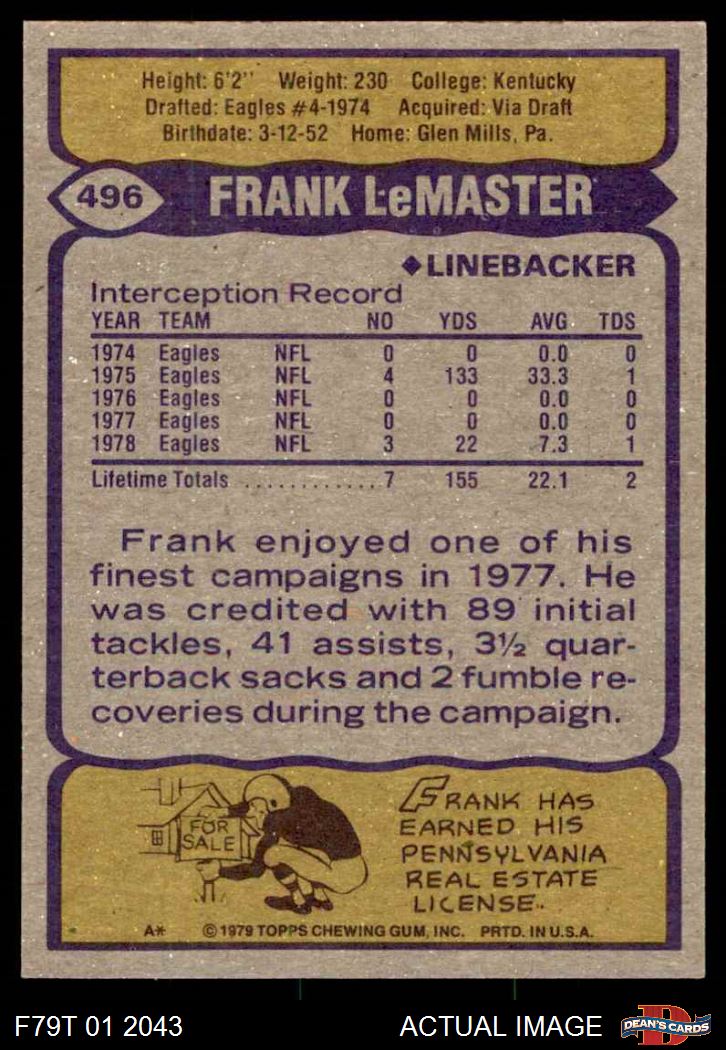 Height: 6'2" Weight: 230 College: Kentucky
Drafted: Eagles #4-1974 Acquired: Via Draft
Birthdate: 3-12-52 Home: Glen Mills, Pa.
496 FRANK LeMASTER
◆LINEBACKER
Interception Record
YEAR TEAM NO YDS AVG TDS
1974 Eagles NFL 0 0 0.0 0
1975 Eagles NFL 4 133 33.3 1
1976 Eagles NFL 0 0 0.0 0
1977 Eagles NFL 0 0 0.0 0
1978 Eagles NFL 3 22 7.3 1
Lifetime Totals ............7 155 22.1 2
Frank enjoyed one of his
finest campaigns in 1977. He
was credited with 89 initial
tackles, 41 assists, 3½ quar-
terback sacks and 2 fumble re-
coveries during the campaign.
FOR
SALE
FRANK HAS
EARNED HIS
PENNSYLVANIA
REAL ESTATE
LICENSE.
A* ©1979 TOPPS CHEWING GUM, INC. PRTD. IN U.S.A.
F79T 01 2043 ACTUAL IMAGE D DEAN'S CARDS